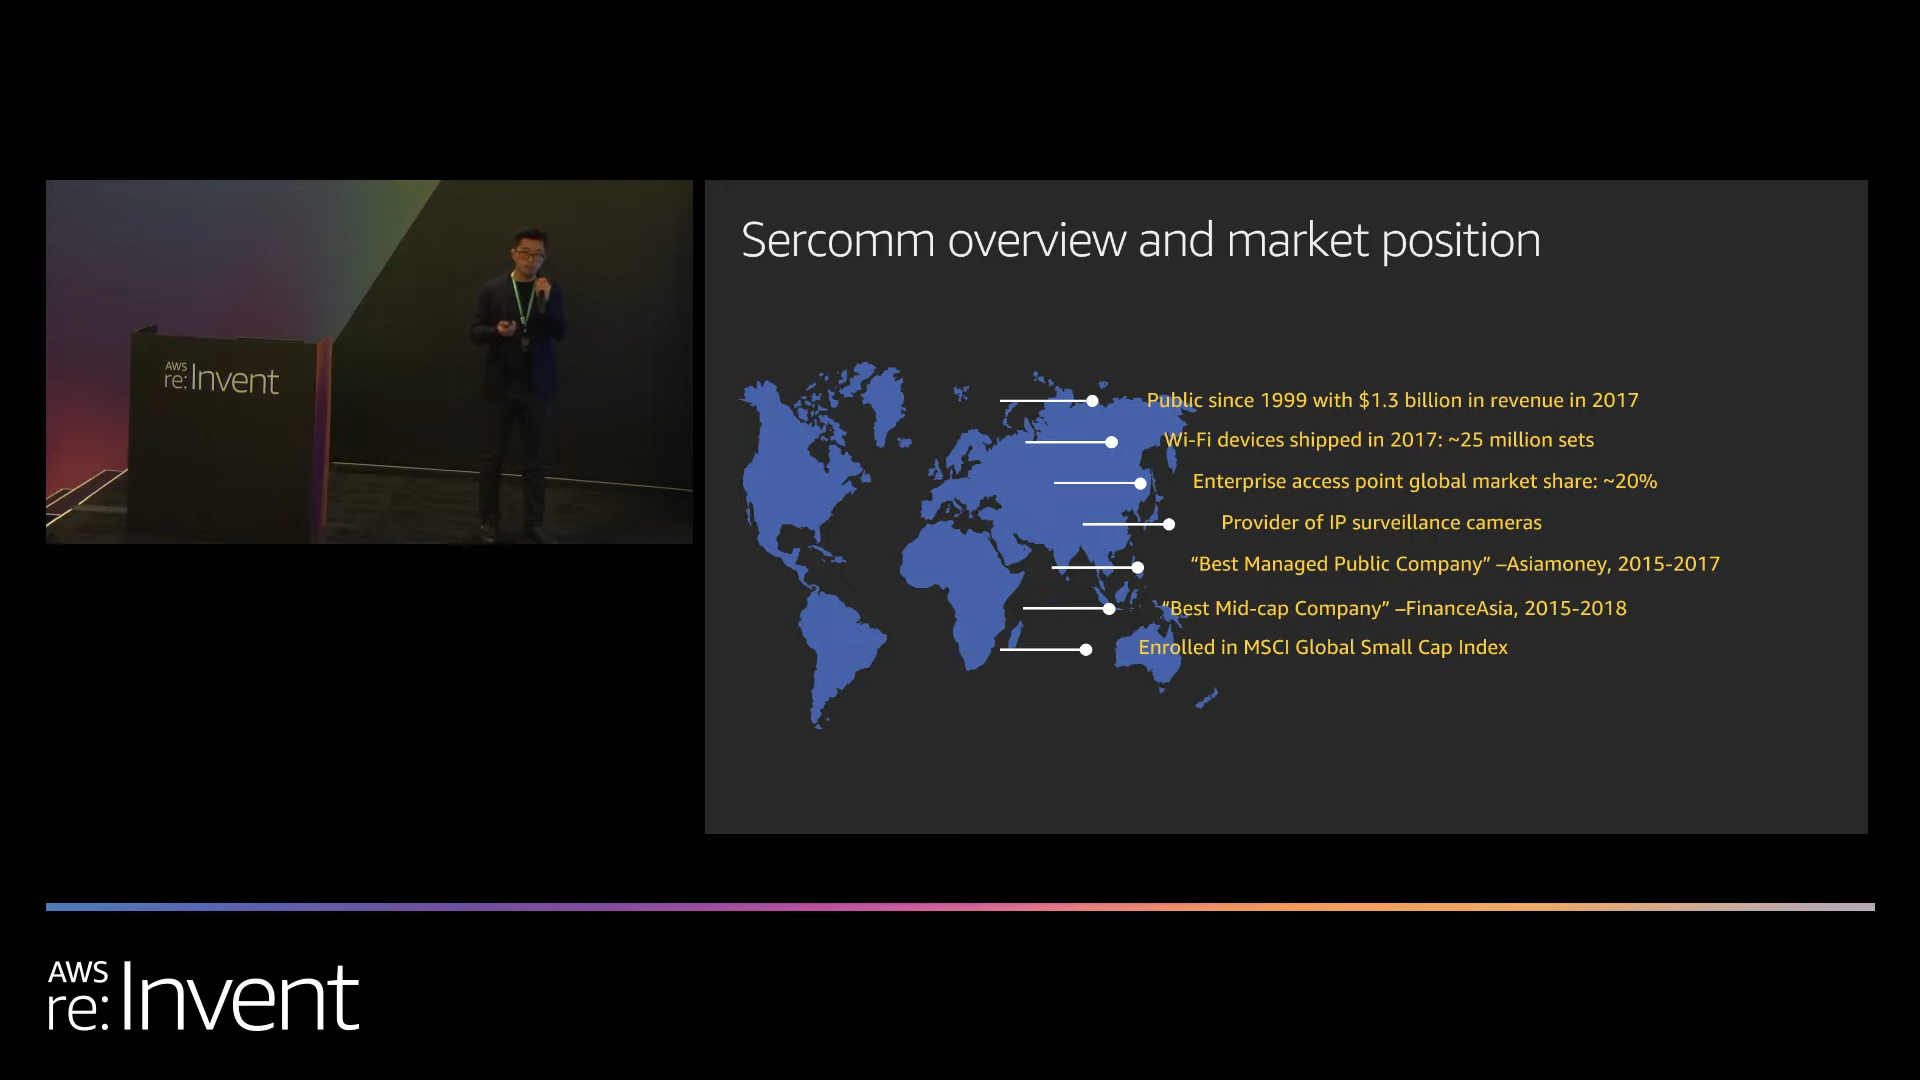 AWS
re:Invent
Sercomm overview and market position
Public since 1999 with $1.3 billion in revenue in 2017
Wi-Fi devices shipped in 2017: ~25 million sets
Enterprise access point global market share: ~20%
Provider of IP surveillance cameras
“Best Managed Public Company” –Asiamoney, 2015-2017
“Best Mid-cap Company” –FinanceAsia, 2015-2018
Enrolled in MSCI Global Small Cap Index
AWS
re:Invent